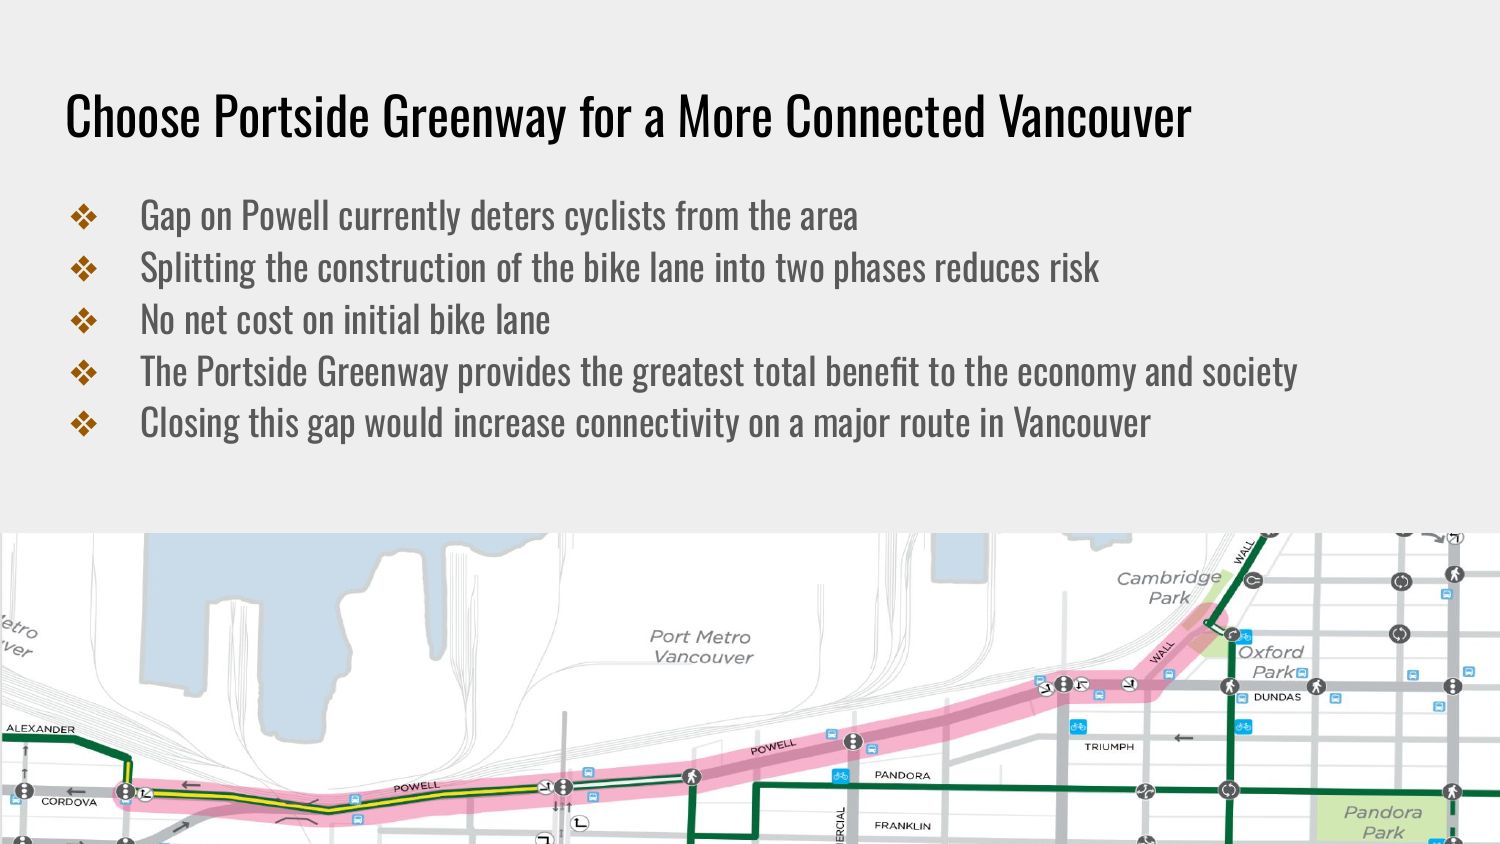 Choose Portside Greenway for a More Connected Vancouver
❖ Gap on Powell currently deters cyclists from the area
❖ Splitting the construction of the bike lane into two phases reduces risk
❖ No net cost on initial bike lane
❖ The Portside Greenway provides the greatest total benefit to the economy and society
❖ Closing this gap would increase connectivity on a major route in Vancouver
WALL
Cambridge
Park
Port Metro
Vancouver
WALL
Oxford
Park
DUNDAS
ALEXANDER
POWELL
TRIUMPH
POWELL
PANDORA
CORDOVA
Pandora
Park
FRANKLIN